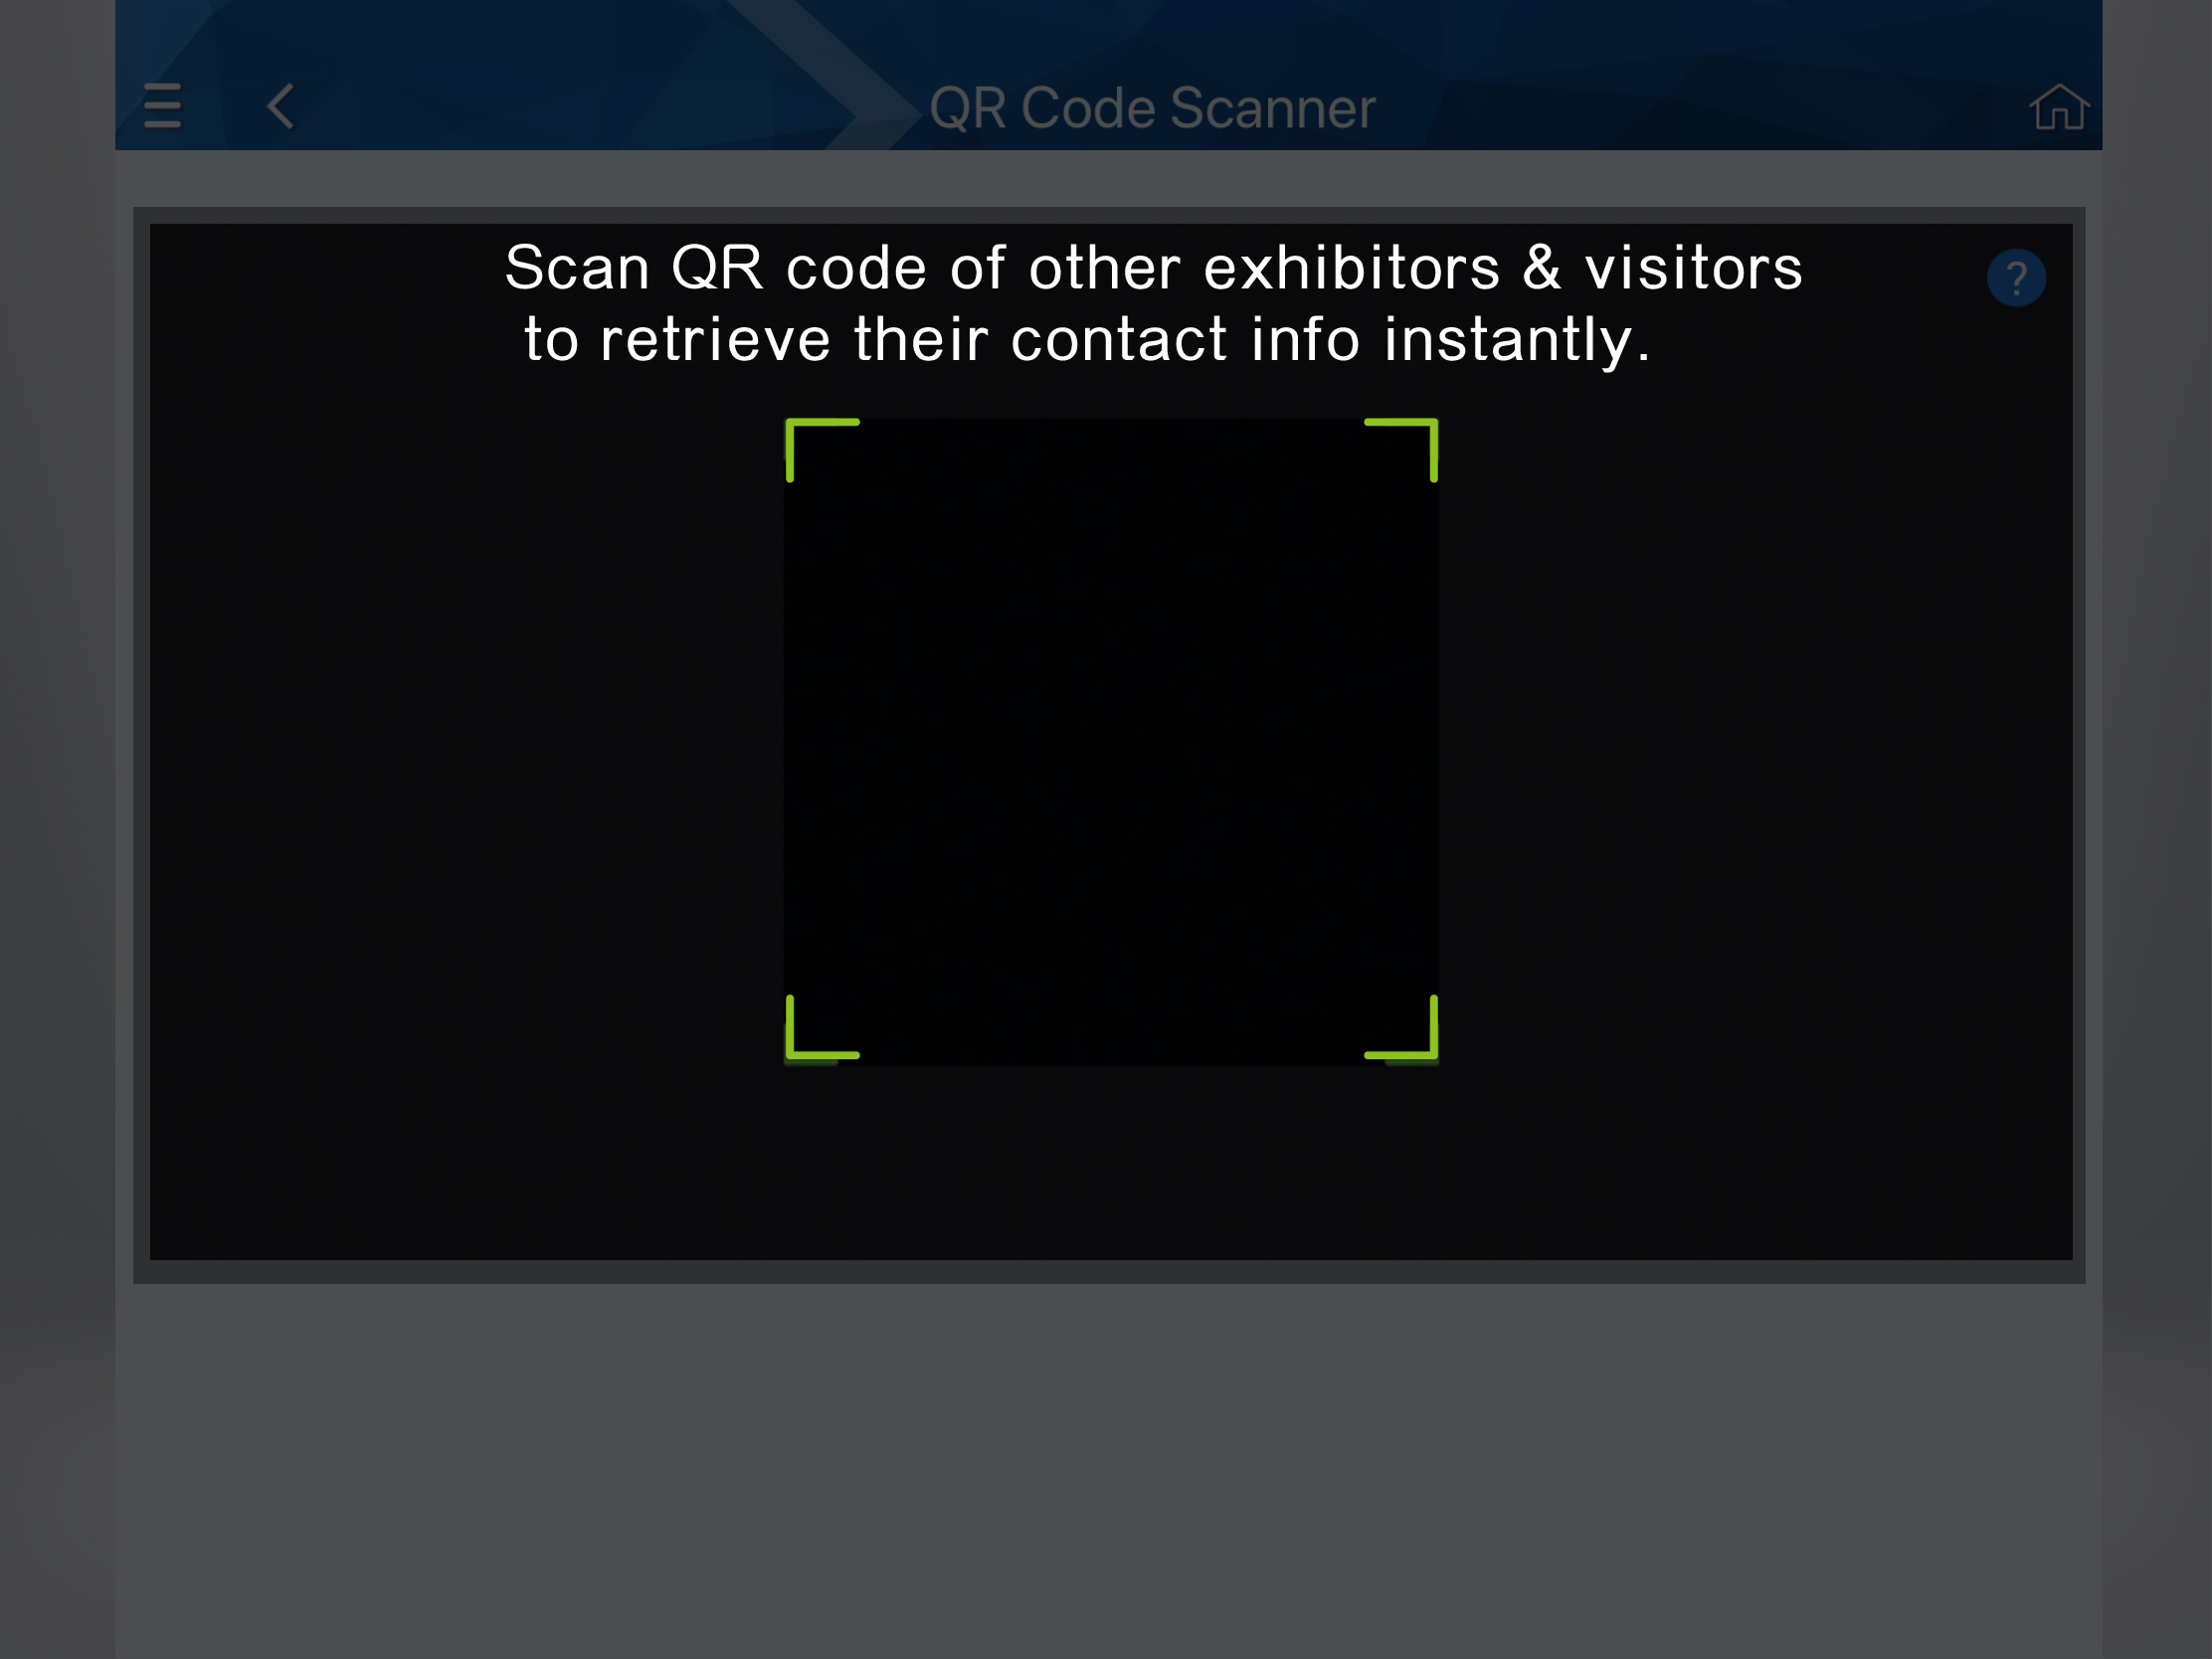 QR Code Scanner
Scan QR code of other exhibitors & visitors
to retrieve their contact info instantly.
?